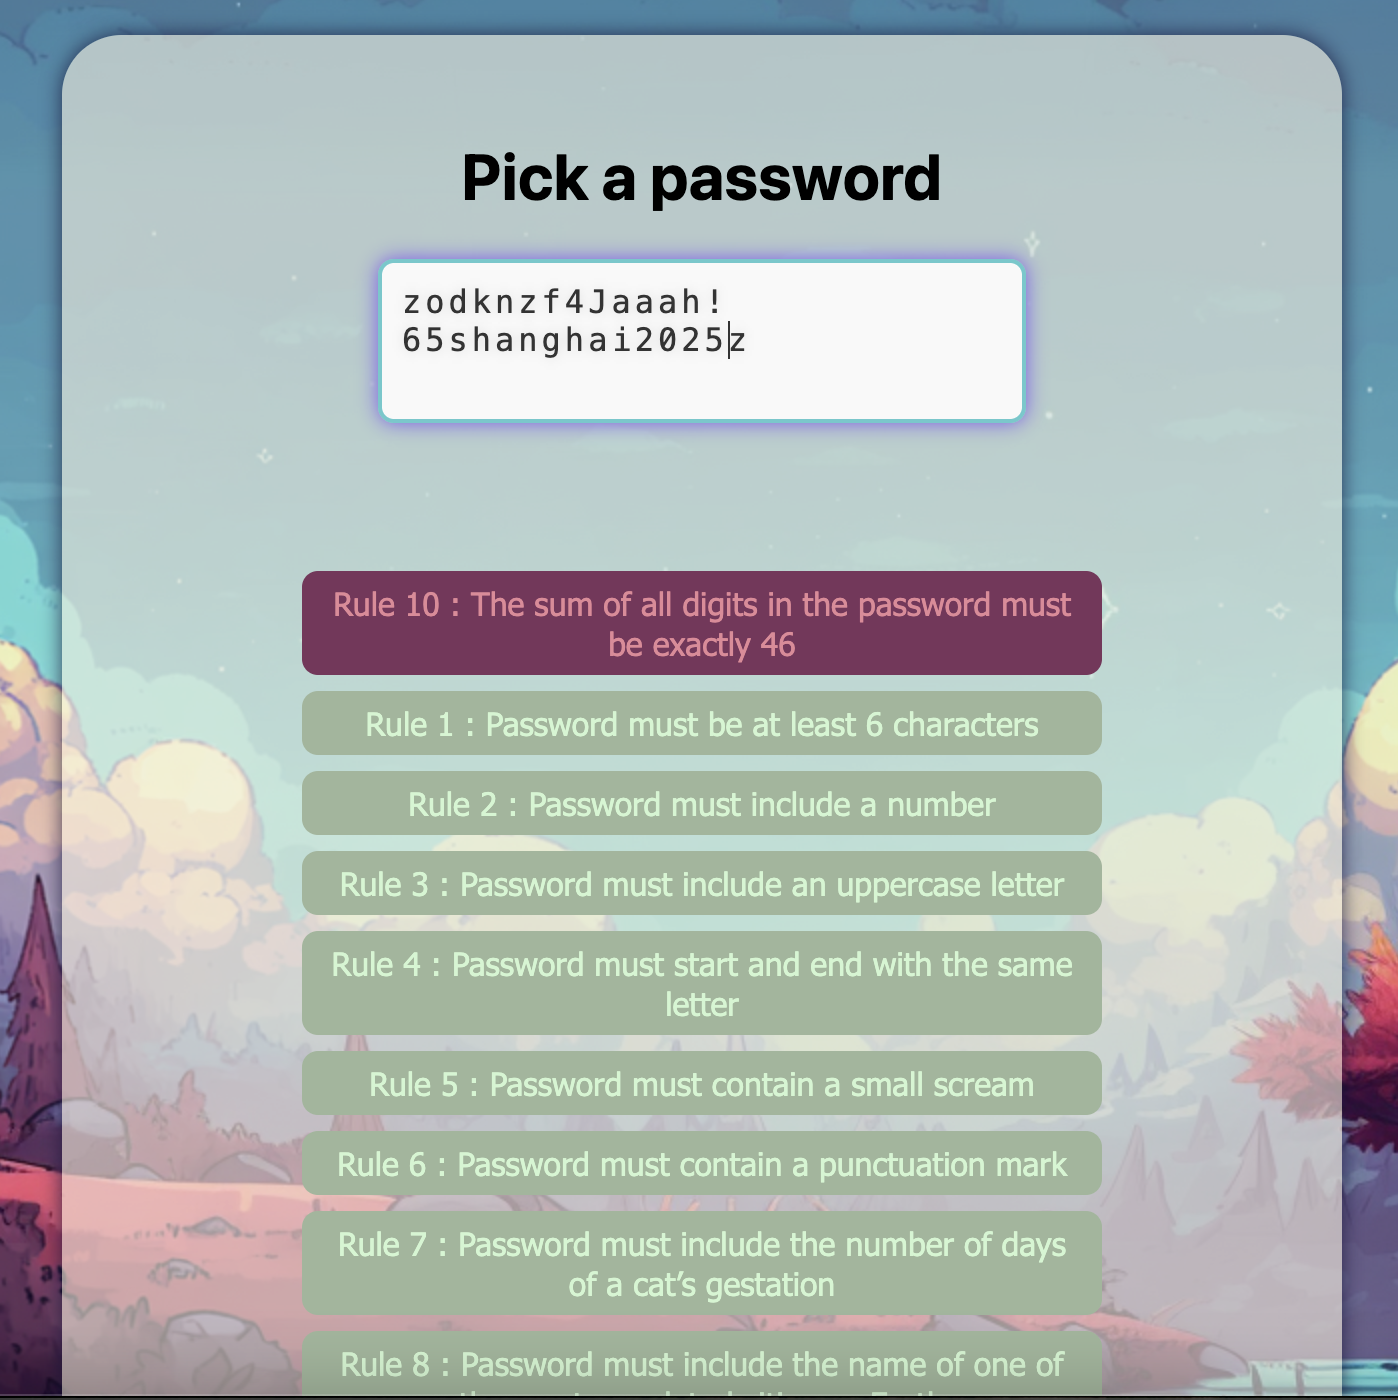 Pick a password
zodknzf4Jaaah!
65shanghai2025z
Rule 10 : The sum of all digits in the password must
be exactly 46
Rule 1 : Password must be at least 6 characters
Rule 2 : Password must include a number
Rule 3 : Password must include an uppercase letter
Rule 4 : Password must start and end with the same
letter
Rule 5 : Password must contain a small scream
Rule 6 : Password must contain a punctuation mark
Rule 7 : Password must include the number of days
of a cat’s gestation
Rule 8 : Password must include the name of one of